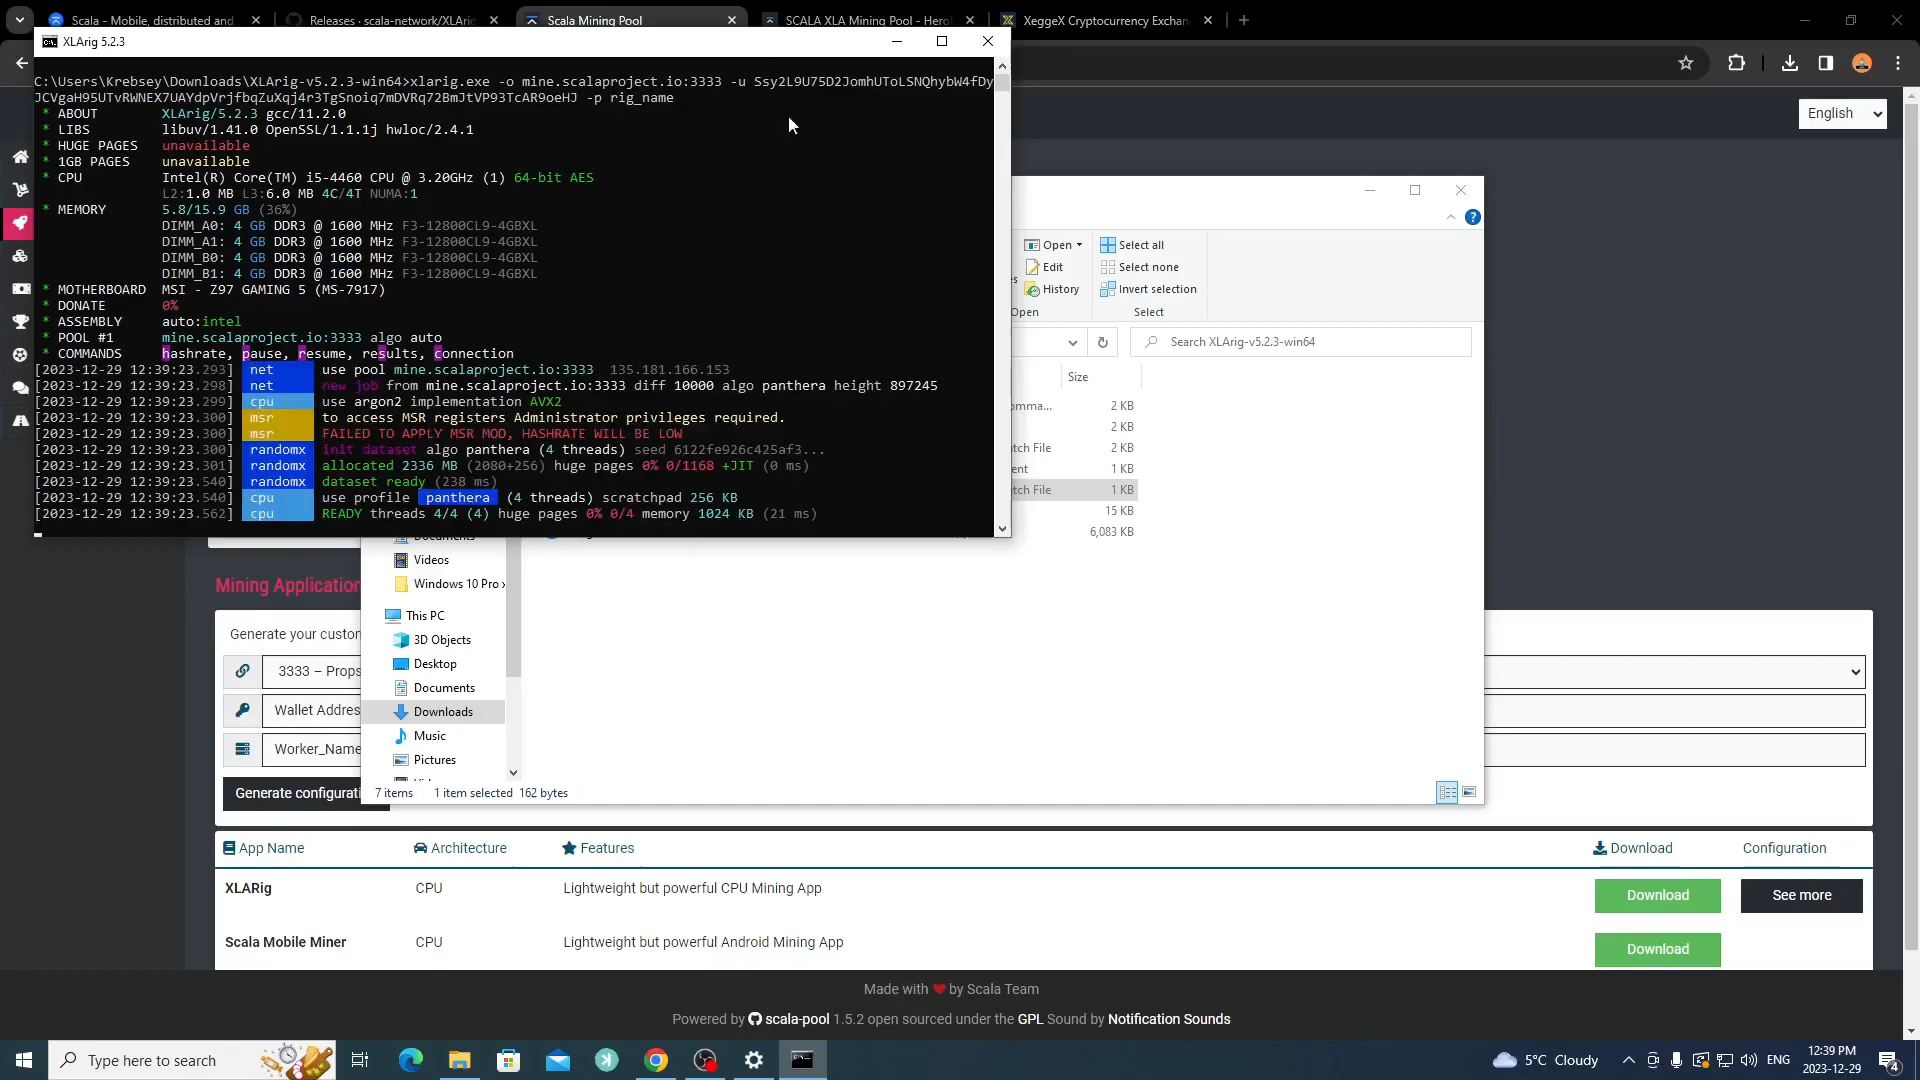 Scala - Mobile, distributed and
Releases · scala-network/XLAri
Scala Mining Pool
SCALA XLA Mining Pool - Hero
XeggeX Cryptocurrency Exchan
XLArig 5.2.3
C:\Users\Krebsey\Downloads\XLArig-v5.2.3-win64>xlarig.exe -o mine.scalaproject.io:3333 -u Ssy2L9U75D2JomhUToLSNQhybW4fDy
JCVgaH95UTvRWNEX7UAYdpVrjfbqZuXqj4r3TgSnoiq7mDVRq72BmJtVP93TcAR9oeHJ -p rig_name
* ABOUT XLArig/5.2.3 gcc/11.2.0
* LIBS libuv/1.41.0 OpenSSL/1.1.1j hwloc/2.4.1
* HUGE PAGES unavailable
* 1GB PAGES unavailable
* CPU Intel(R) Core(TM) i5-4460 CPU @ 3.20GHz (1) 64-bit AES
L2:1.0 MB L3:6.0 MB 4C/4T NUMA:1
* MEMORY 5.8/15.9 GB (36%)
DIMM_A0: 4 GB DDR3 @ 1600 MHz F3-12800CL9-4GBXL
DIMM_A1: 4 GB DDR3 @ 1600 MHz F3-12800CL9-4GBXL
DIMM_B0: 4 GB DDR3 @ 1600 MHz F3-12800CL9-4GBXL
DIMM_B1: 4 GB DDR3 @ 1600 MHz F3-12800CL9-4GBXL
* MOTHERBOARD MSI - Z97 GAMING 5 (MS-7917)
* DONATE 0%
* ASSEMBLY auto:intel
* POOL #1 mine.scalaproject.io:3333 algo auto
* COMMANDS hashrate, pause, resume, results, connection
[2023-12-29 12:39:23.293] net use pool mine.scalaproject.io:3333 135.181.166.153
[2023-12-29 12:39:23.298] net new job from mine.scalaproject.io:3333 diff 10000 algo panthera height 897245
[2023-12-29 12:39:23.299] cpu use argon2 implementation AVX2
[2023-12-29 12:39:23.300] msr to access MSR registers Administrator privileges required.
[2023-12-29 12:39:23.300] msr FAILED TO APPLY MSR MOD, HASHRATE WILL BE LOW
[2023-12-29 12:39:23.300] randomx init dataset algo panthera (4 threads) seed 6122fe926c425af3...
[2023-12-29 12:39:23.301] randomx allocated 2336 MB (2080+256) huge pages 0% 0/1168 +JIT (0 ms)
[2023-12-29 12:39:23.540] randomx dataset ready (238 ms)
[2023-12-29 12:39:23.540] cpu use profile panthera (4 threads) scratchpad 256 KB
[2023-12-29 12:39:23.562] cpu READY threads 4/4 (4) huge pages 0% 0/4 memory 1024 KB (21 ms)
English
Open
Edit
History
Open
Select all
Select none
Invert selection
Select
Search XLArig-v5.2.3-win64
Size
omma... 2 KB
2 KB
tch File 2 KB
ent 1 KB
tch File 1 KB
15 KB
6,083 KB
Documents
Videos
Windows 10 Pro
This PC
3D Objects
Desktop
Documents
Downloads
Music
Pictures
7 items 1 item selected 162 bytes
Mining Application
Generate your custon
3333 – Props
Wallet Addres
Worker_Name
Generate configurati
App Name Architecture Features Download Configuration
XLARig CPU Lightweight but powerful CPU Mining App Download See more
Scala Mobile Miner CPU Lightweight but powerful Android Mining App Download
Made with ♥ by Scala Team
Powered by scala-pool 1.5.2 open sourced under the GPL Sound by Notification Sounds
Type here to search
5°C Cloudy
ENG
12:39 PM
2023-12-29
4